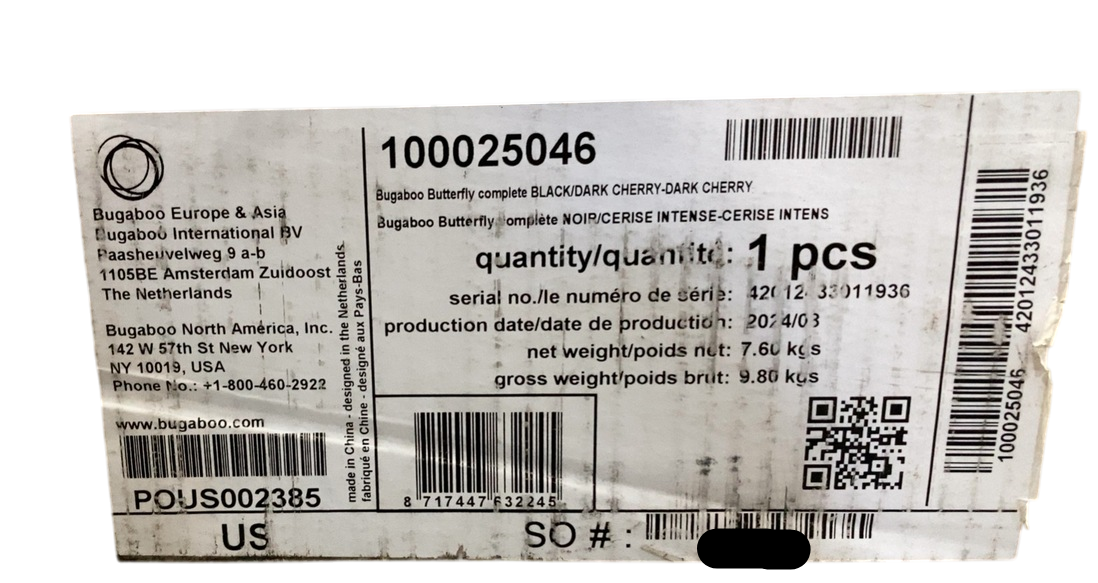 Bugaboo Europe & Asia
Bugaboo International BV
Paasheuvelweg 9 a-b
1105BE Amsterdam Zuidoost
The Netherlands
Bugaboo North America, Inc.
142 W 57th St New York
NY 10019, USA
Phone No.: +1-800-460-2922
www.bugaboo.com
POUS002385
US
made in China - designed in the Netherlands.
fabriqué en Chine - designé aux Pays-Bas
100025046
Bugaboo Butterfly complete BLACK/DARK CHERRY-DARK CHERRY
Bugaboo Butterfly complète NOIR/CERISE INTENSE-CERISE INTENS
quantity/quantité: 1 pcs
serial no./le numéro de série: 42012433011936
production date/date de production: 2024/03
net weight/poids net: 7.60 kgs
gross weight/poids brut: 9.80 kgs
8 717447 632245
SO # :
100025046 42012433011936